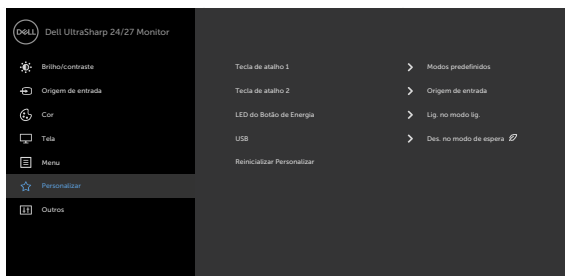 DELL Dell UltraSharp 24/27 Monitor
Brilho/contraste Tecla de atalho 1 Modos predefinidos
Origem de entrada Tecla de atalho 2 Origem de entrada
Cor LED do Botão de Energia Lig. no modo lig.
Tela USB Des. no modo de espera
Menu Reinicializar Personalizar
Personalizar
Outros